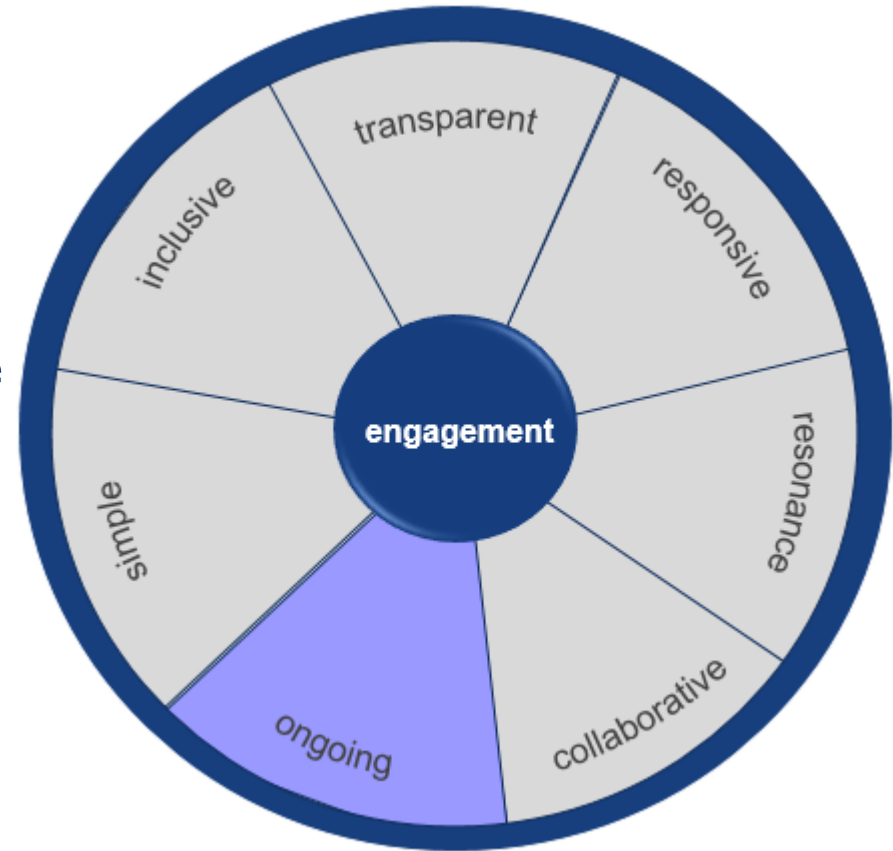 transparent
responsive
resonance
collaborative
ongoing
simple
inclusive
engagement